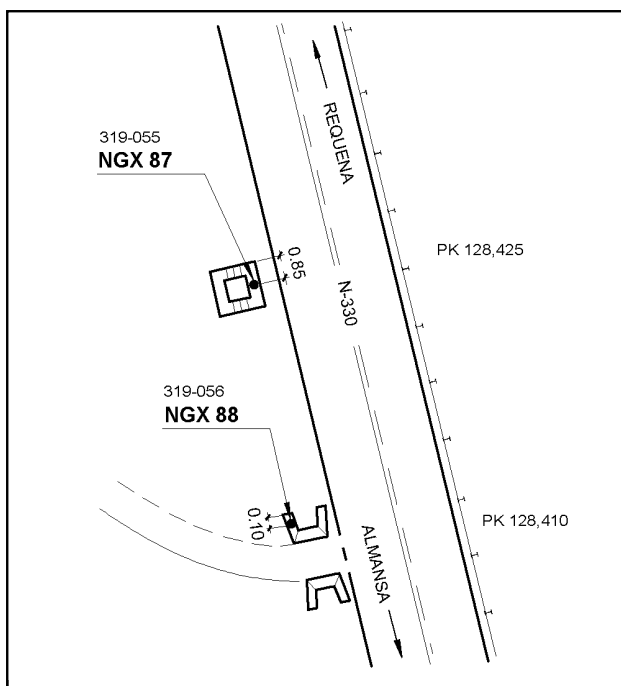 REQUENA
319-055
NGX 87
0.85
PK 128,425
N-330
319-056
NGX 88
0.10
PK 128,410
ALMANSA